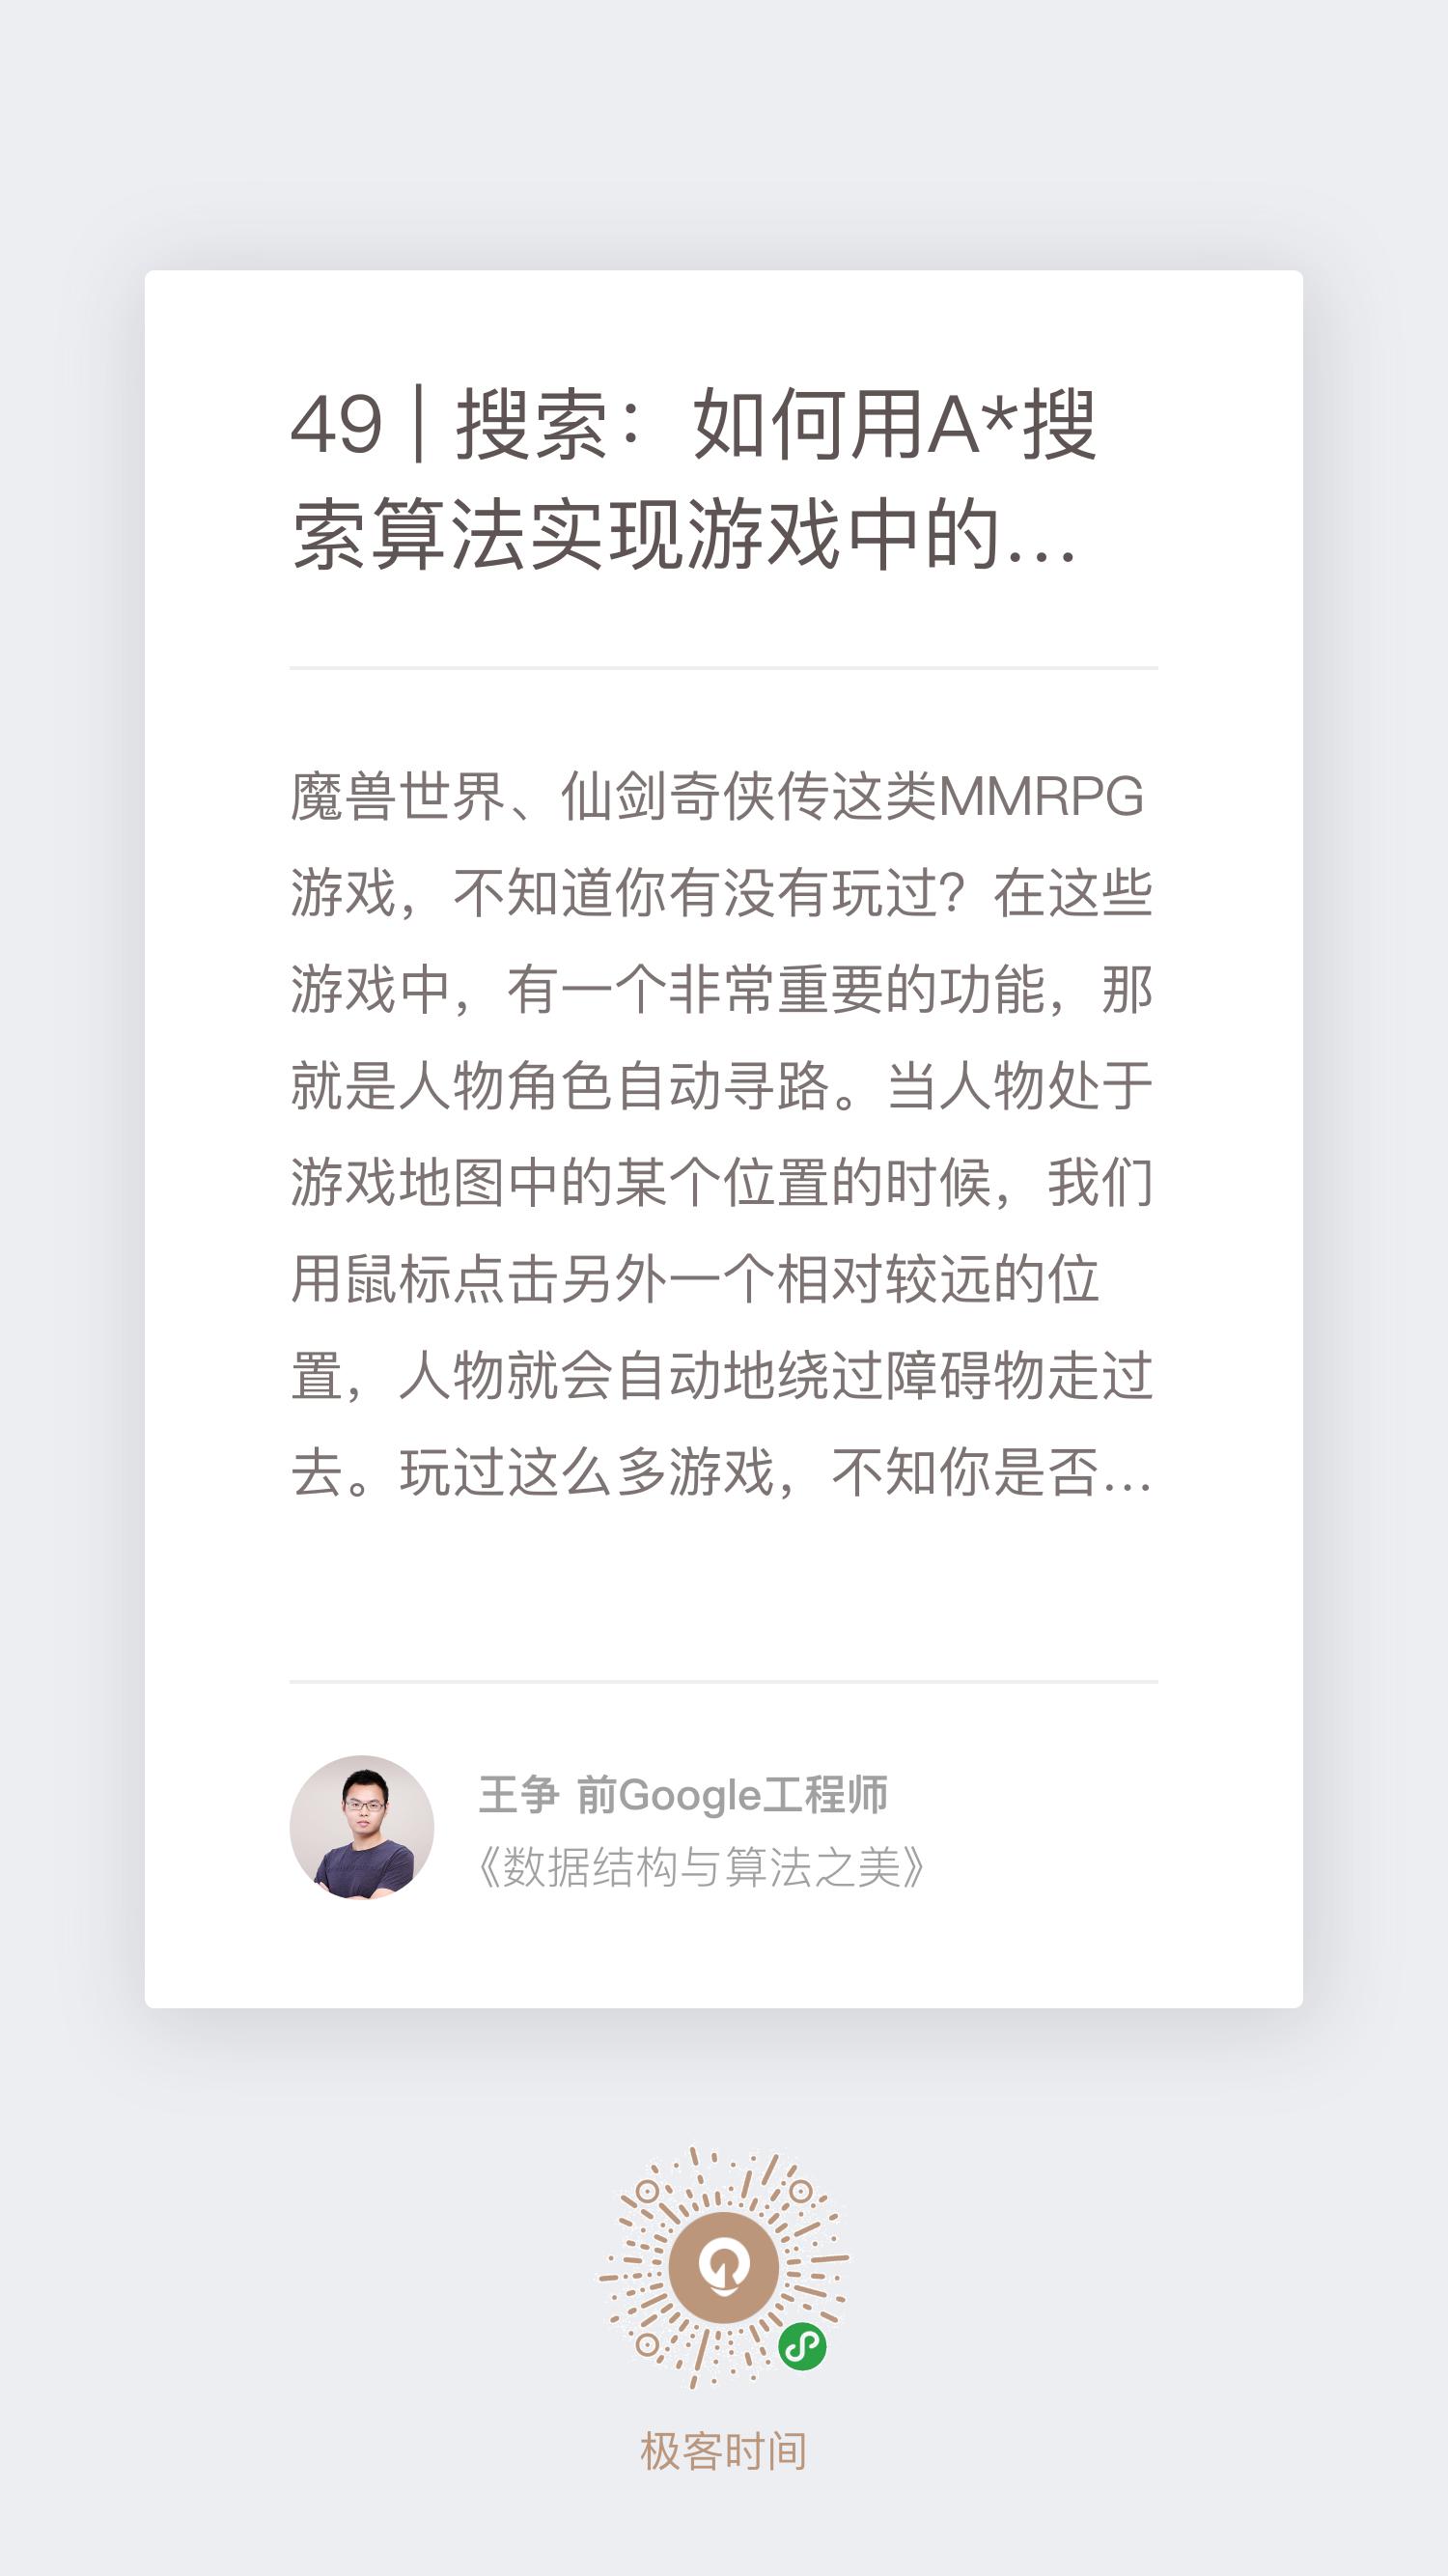 49 | 搜索：如何用A*搜
索算法实现游戏中的...
魔兽世界、仙剑奇侠传这类MMRPG
游戏，不知道你有没有玩过？在这些
游戏中，有一个非常重要的功能，那
就是人物角色自动寻路。当人物处于
游戏地图中的某个位置的时候，我们
用鼠标点击另外一个相对较远的位
置，人物就会自动地绕过障碍物走过
去。玩过这么多游戏，不知你是否...
王争 前Google工程师
《数据结构与算法之美》
极客时间